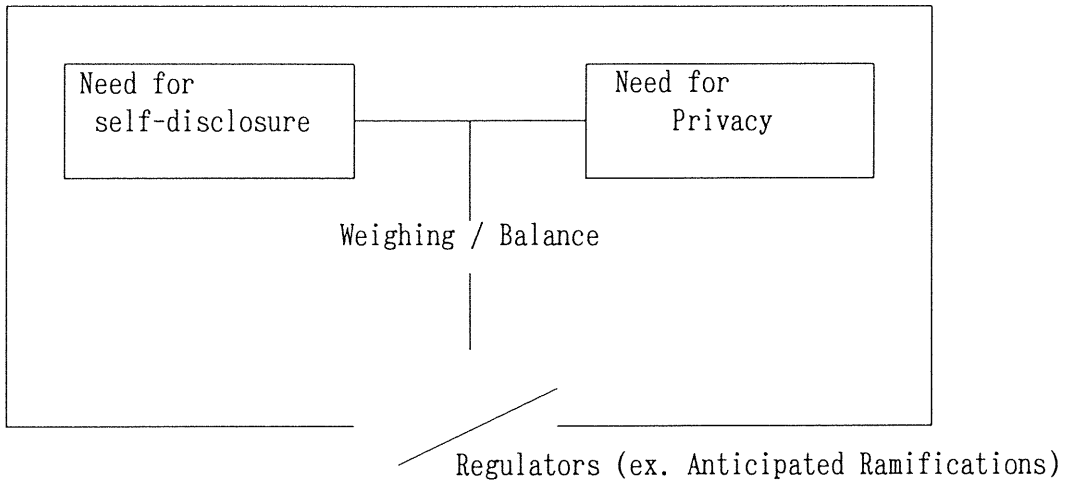 Need for
self-disclosure
Need for
Privacy
Weighing / Balance
Regulators (ex. Anticipated Ramifications)